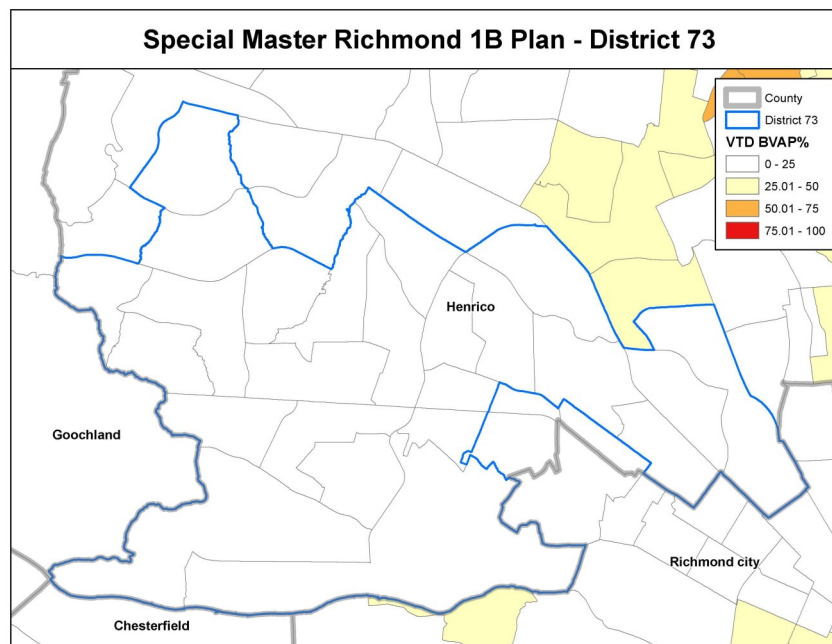 Special Master Richmond 1B Plan - District 73
County
District 73
VTD BVAP%
0 - 25
25.01 - 50
50.01 - 75
75.01 - 100
Henrico
Goochland
Richmond city
Chesterfield